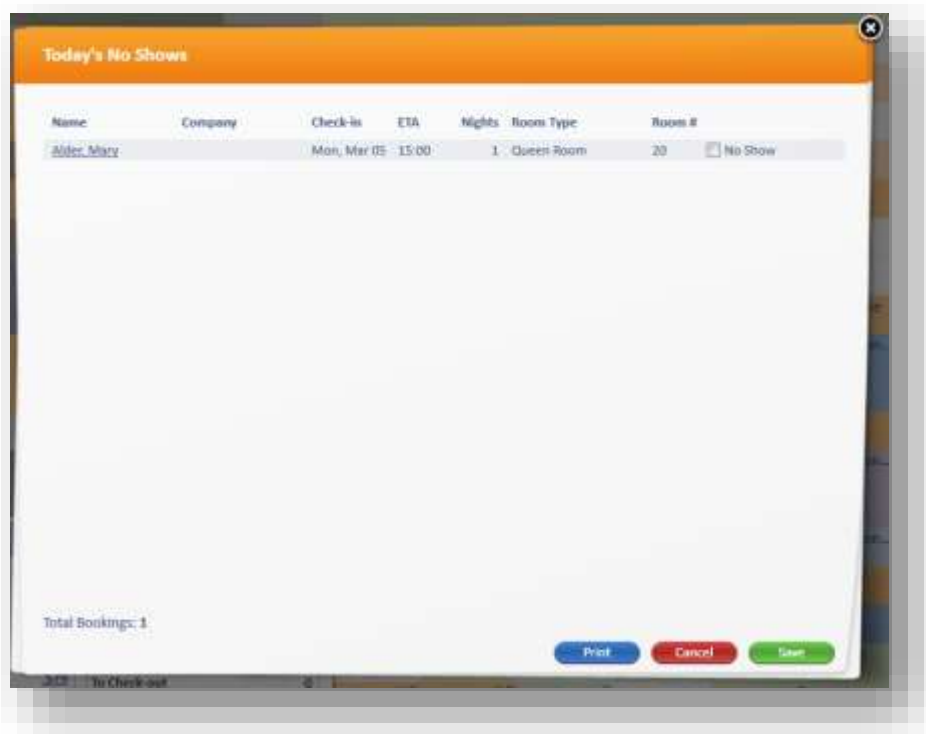 Today's No Shows
Name Company Check-in ETA Nights Room Type Room #
Alder, Mary Mon, Mar 05 15:00 1 Queen Room 20 No Show
Total Bookings: 1
Print Cancel Save
To Check-out